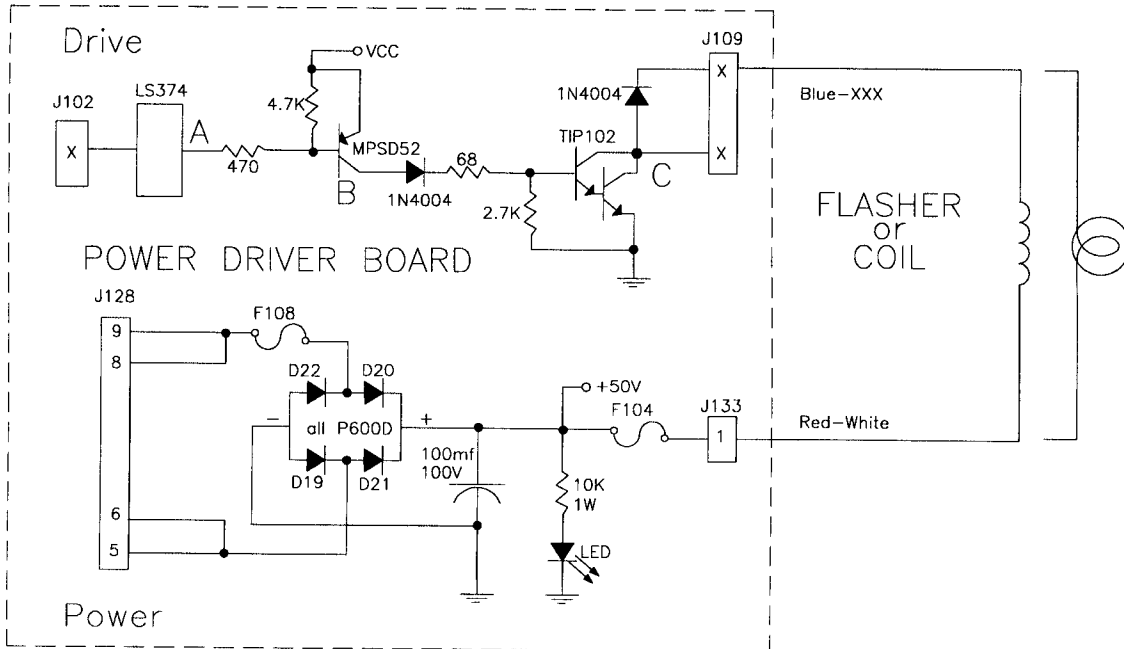 Drive
VCC
J109
LS374
4.7K
J102
A
1N4004
Blue-XXX
X
X
TIP102
MPSD52
68
X
470
B
1N4004
C
2.7K
FLASHER
or
COIL
POWER DRIVER BOARD
J128
F108
9
8
D22
D20
+50V
F104
J133
-
all P600D
+
1
Red-White
100mf
100V
D19
D21
10K
1W
6
5
LED
Power